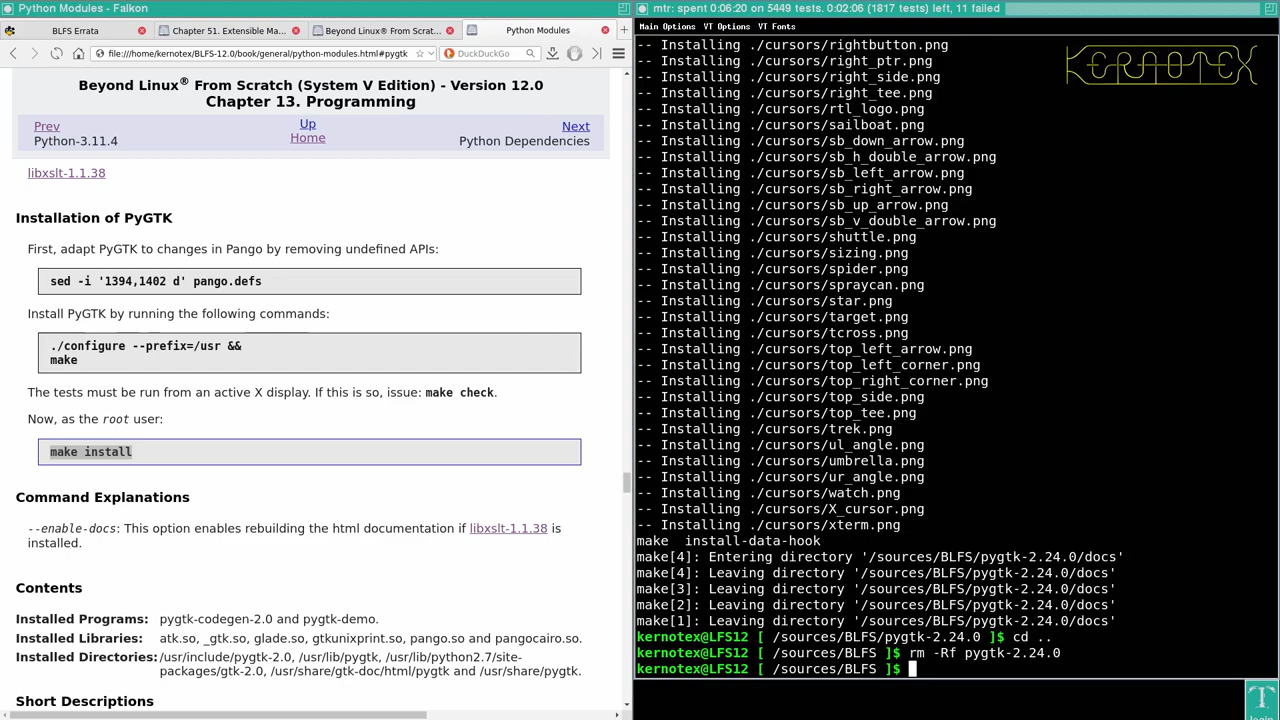 Python Modules - Falkon
BLFS Errata
Chapter 51. Extensible Ma...
Beyond Linux® From Scrat...
Python Modules
file:///home/kernotex/BLFS-12.0/book/general/python-modules.html#pygtk
DuckDuckGo
Beyond Linux® From Scratch (System V Edition) - Version 12.0
Chapter 13. Programming
Prev
Up
Next
Python-3.11.4
Home
Python Dependencies
libxslt-1.1.38
Installation of PyGTK
First, adapt PyGTK to changes in Pango by removing undefined APIs:
sed -i '1394,1402 d' pango.defs
Install PyGTK by running the following commands:
./configure --prefix=/usr &&
make
The tests must be run from an active X display. If this is so, issue: make check.
Now, as the root user:
make install
Command Explanations
--enable-docs: This option enables rebuilding the html documentation if libxslt-1.1.38 is
installed.
Contents
Installed Programs: pygtk-codegen-2.0 and pygtk-demo.
Installed Libraries: atk.so, _gtk.so, glade.so, gtkunixprint.so, pango.so and pangocairo.so.
Installed Directories: /usr/include/pygtk-2.0, /usr/lib/pygtk, /usr/lib/python2.7/site-
packages/gtk-2.0, /usr/share/gtk-doc/html/pygtk and /usr/share/pygtk.
Short Descriptions
mtr: spent 0:06:20 on 5449 tests. 0:02:06 (1817 tests) left, 11 failed
Main Options VT Options VT Fonts
KERNOTEX
-- Installing ./cursors/rightbutton.png
-- Installing ./cursors/right_ptr.png
-- Installing ./cursors/right_side.png
-- Installing ./cursors/right_tee.png
-- Installing ./cursors/rtl_logo.png
-- Installing ./cursors/sailboat.png
-- Installing ./cursors/sb_down_arrow.png
-- Installing ./cursors/sb_h_double_arrow.png
-- Installing ./cursors/sb_left_arrow.png
-- Installing ./cursors/sb_right_arrow.png
-- Installing ./cursors/sb_up_arrow.png
-- Installing ./cursors/sb_v_double_arrow.png
-- Installing ./cursors/shuttle.png
-- Installing ./cursors/sizing.png
-- Installing ./cursors/spider.png
-- Installing ./cursors/spraycan.png
-- Installing ./cursors/star.png
-- Installing ./cursors/target.png
-- Installing ./cursors/tcross.png
-- Installing ./cursors/top_left_arrow.png
-- Installing ./cursors/top_left_corner.png
-- Installing ./cursors/top_right_corner.png
-- Installing ./cursors/top_side.png
-- Installing ./cursors/top_tee.png
-- Installing ./cursors/trek.png
-- Installing ./cursors/ul_angle.png
-- Installing ./cursors/umbrella.png
-- Installing ./cursors/ur_angle.png
-- Installing ./cursors/watch.png
-- Installing ./cursors/X_cursor.png
-- Installing ./cursors/xterm.png
make  install-data-hook
make[4]: Entering directory '/sources/BLFS/pygtk-2.24.0/docs'
make[4]: Leaving directory '/sources/BLFS/pygtk-2.24.0/docs'
make[3]: Leaving directory '/sources/BLFS/pygtk-2.24.0/docs'
make[2]: Leaving directory '/sources/BLFS/pygtk-2.24.0/docs'
make[1]: Leaving directory '/sources/BLFS/pygtk-2.24.0/docs'
kernotex@LFS12 [ /sources/BLFS/pygtk-2.24.0 ]$ cd ..
kernotex@LFS12 [ /sources/BLFS ]$ rm -Rf pygtk-2.24.0
kernotex@LFS12 [ /sources/BLFS ]$
login